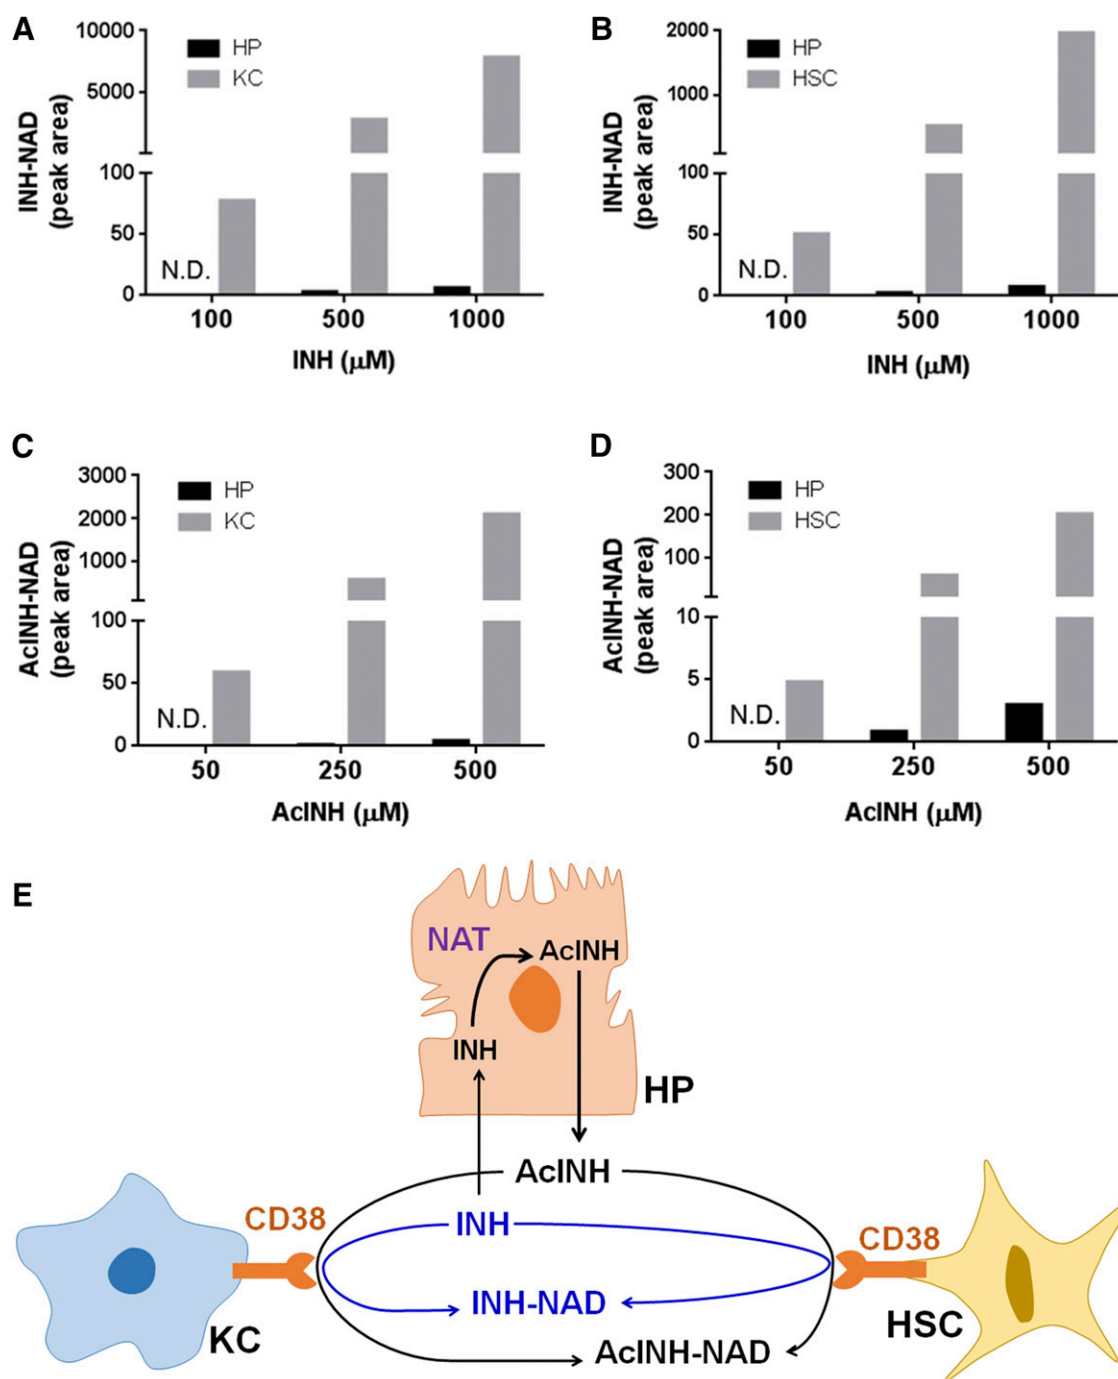 A
INH-NAD
(peak area)
10000
5000
100
50
0
HP
KC
N.D.
100 500 1000
INH (μM)
B
INH-NAD
(peak area)
2000
1000
100
50
0
HP
HSC
N.D.
100 500 1000
INH (μM)
C
AcINH-NAD
(peak area)
3000
2000
1000
100
50
0
HP
KC
N.D.
50 250 500
AcINH (μM)
D
AcINH-NAD
(peak area)
300
200
100
10
5
0
HP
HSC
N.D.
50 250 500
AcINH (μM)
E
NAT
AcINH
INH
HP
AcINH
CD38
INH
CD38
INH-NAD
KC
HSC
AcINH-NAD